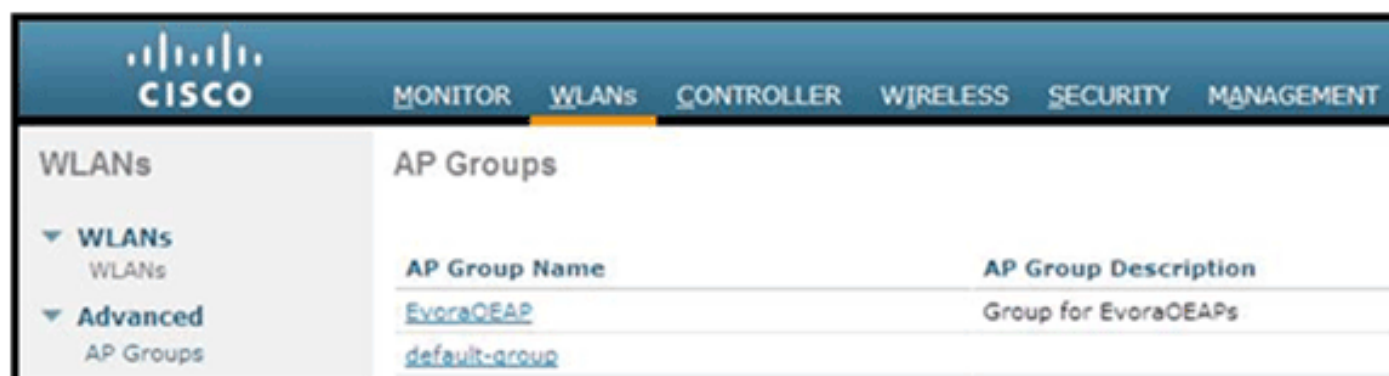 CISCO
MONITOR WLANs CONTROLLER WIRELESS SECURITY MANAGEMENT
WLANs
AP Groups
WLANs
WLANs
AP Group Name AP Group Description
Advanced
EvoraOEAP Group for EvoraOEAPs
AP Groups
default-group